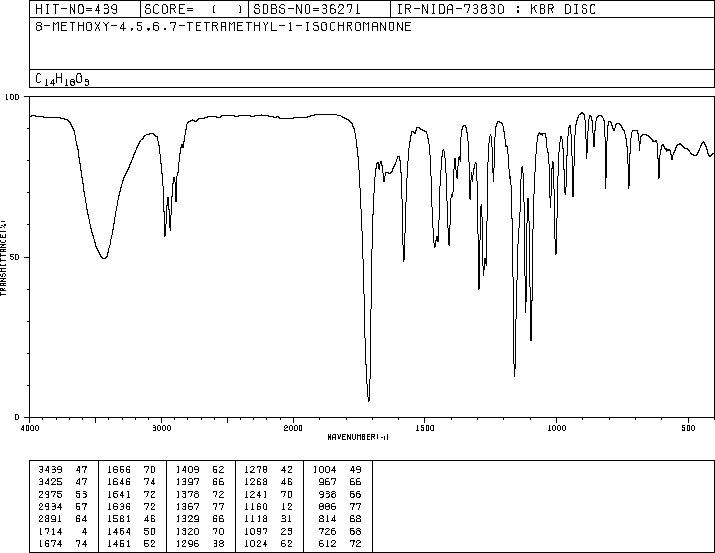 HIT-NO=439 SCORE= ( ) SDBS-NO=36271 IR-NIDA-73830 : KBR DISC
8-METHOXY-4,5,6,7-TETRAMETHYL-1-ISOCHROMANONE
C14H18O3
100
50
0
TRANSMITTANCE(%)
4000 3000 2000 1500 1000 500
WAVENUMBER(-1)
3439 47 1656 70 1409 52 1278 42 1004 49
3425 47 1646 74 1397 66 1268 46 967 66
2975 53 1641 72 1378 72 1241 70 938 66
2934 57 1636 72 1367 77 1160 12 886 77
2891 64 1581 46 1329 66 1118 31 814 68
1714 4 1464 50 1320 70 1097 23 726 68
1674 74 1451 52 1296 38 1024 62 612 72